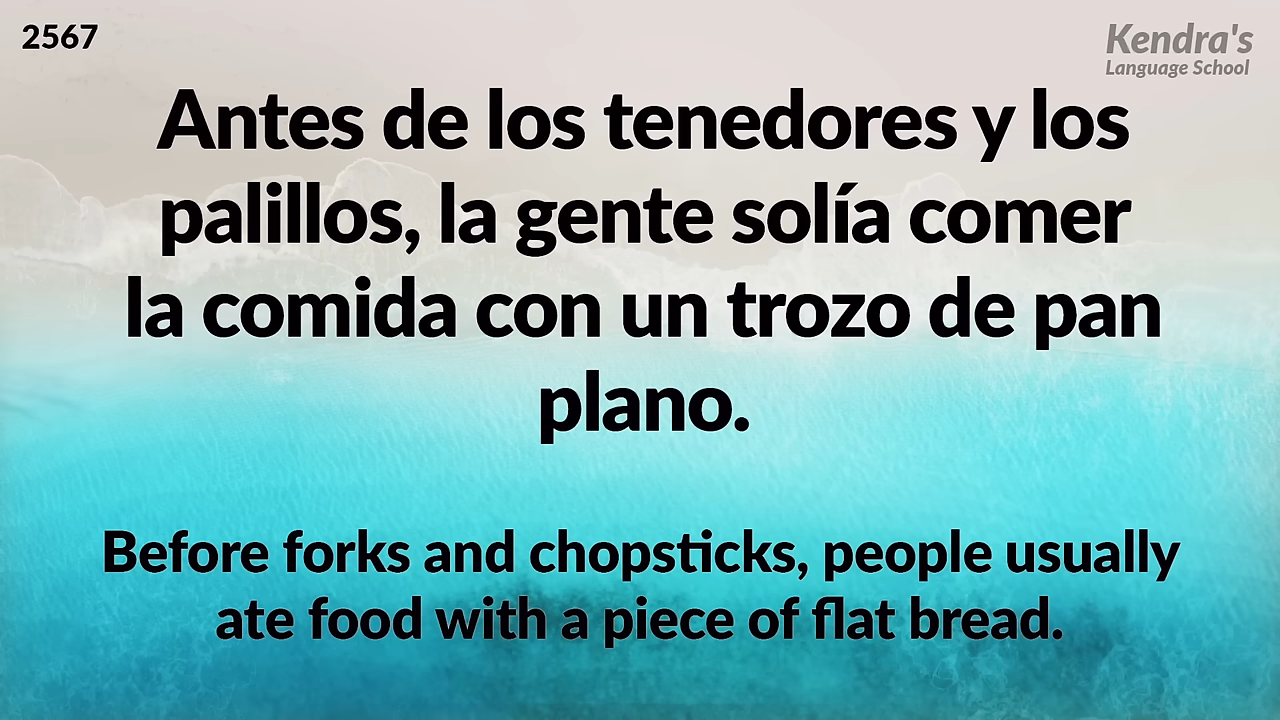 2567
Kendra's
Language School
Antes de los tenedores y los
palillos, la gente solía comer
la comida con un trozo de pan
plano.
Before forks and chopsticks, people usually
ate food with a piece of flat bread.